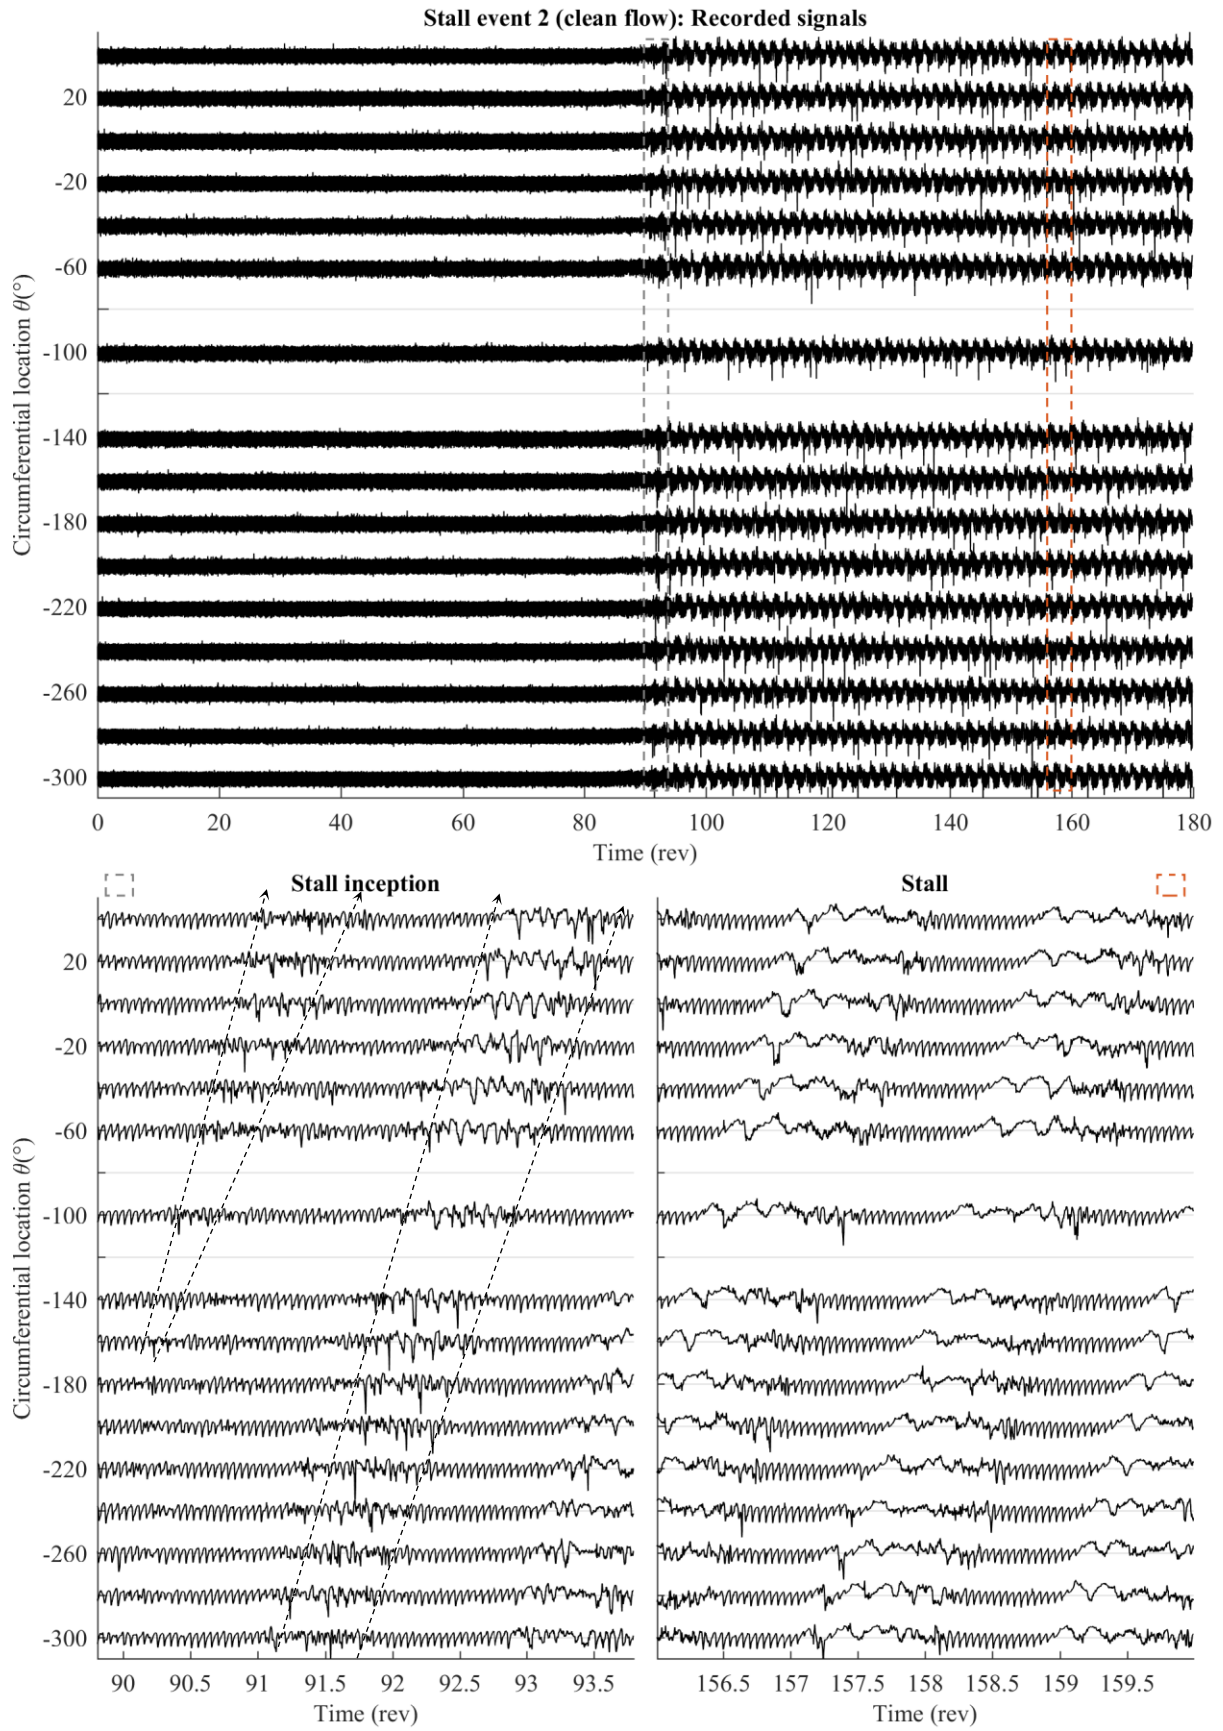 Stall event 2 (clean flow): Recorded signals
Circumferential location θ(°)
20
-20
-60
-100
-140
-180
-220
-260
-300
0 20 40 60 80 100 120 140 160 180
Time (rev)
Stall inception
Stall
Circumferential location θ(°)
20
-20
-60
-100
-140
-180
-220
-260
-300
90 90.5 91 91.5 92 92.5 93 93.5
156.5 157 157.5 158 158.5 159 159.5
Time (rev)
Time (rev)